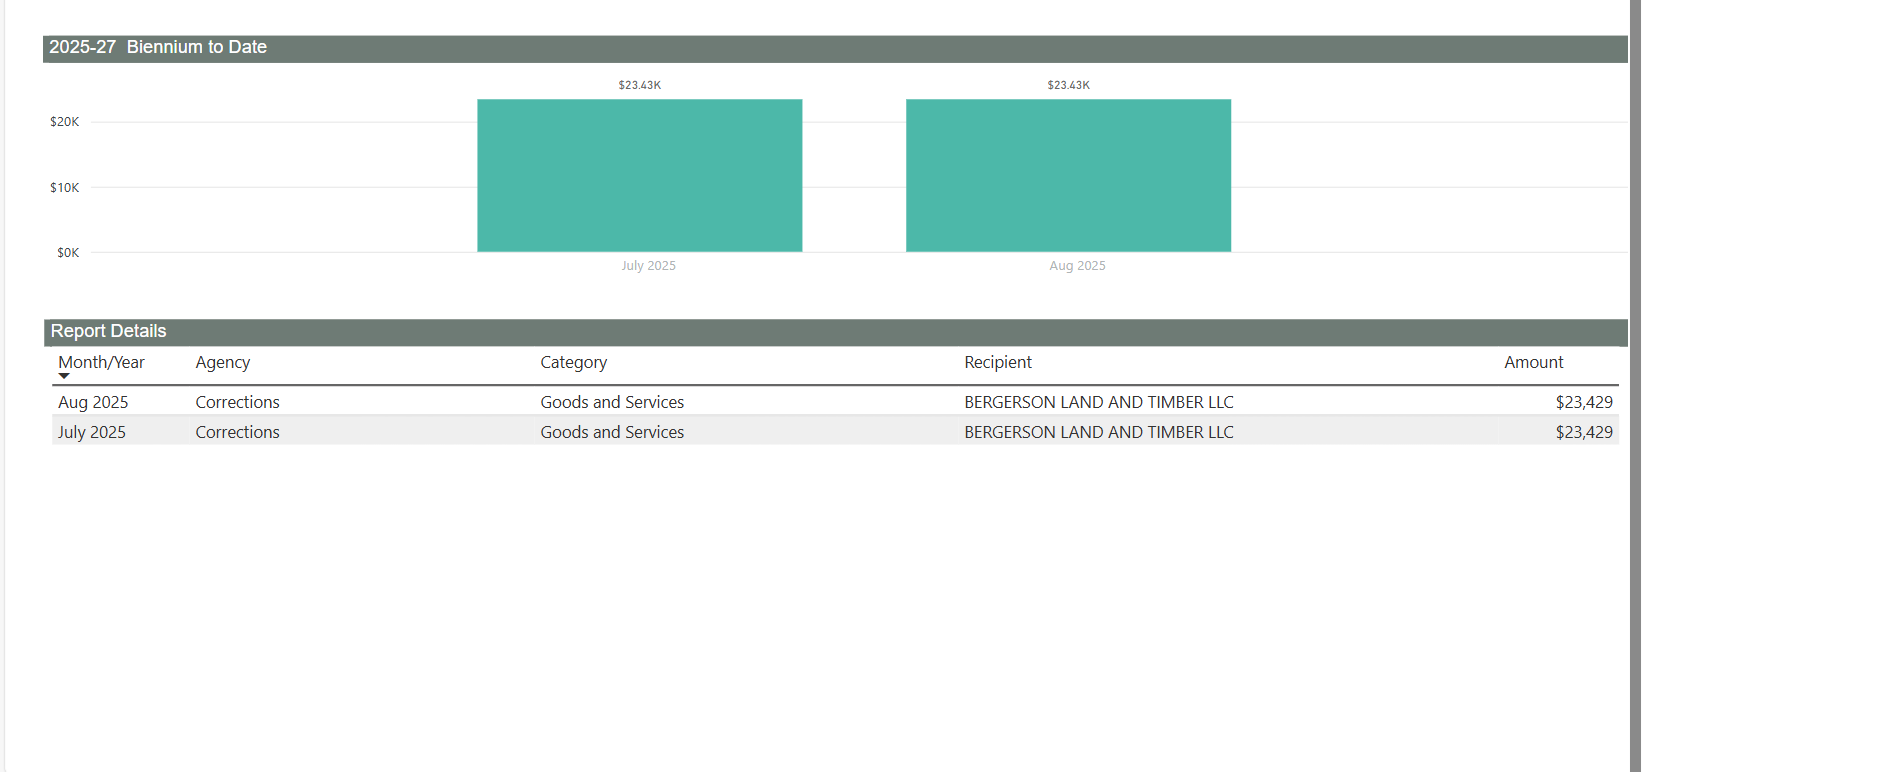 2025-27  Biennium to Date
$23.43K $23.43K
$20K
$10K
$0K
July 2025 Aug 2025
Report Details
Month/Year Agency Category Recipient Amount
Aug 2025 Corrections Goods and Services BERGERSON LAND AND TIMBER LLC $23,429
July 2025 Corrections Goods and Services BERGERSON LAND AND TIMBER LLC $23,429